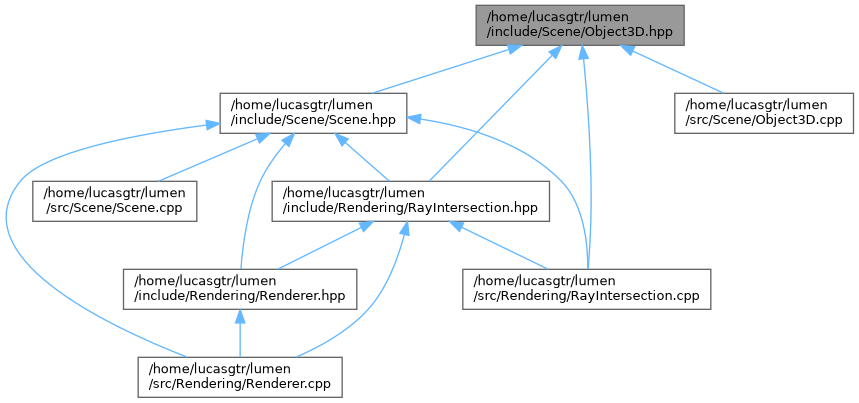 /home/lucasgtr/lumen
/include/Scene/Object3D.hpp
/home/lucasgtr/lumen
/include/Scene/Scene.hpp
/home/lucasgtr/lumen
/src/Scene/Object3D.cpp
/home/lucasgtr/lumen
/src/Scene/Scene.cpp
/home/lucasgtr/lumen
/include/Rendering/RayIntersection.hpp
/home/lucasgtr/lumen
/include/Rendering/Renderer.hpp
/home/lucasgtr/lumen
/src/Rendering/RayIntersection.cpp
/home/lucasgtr/lumen
/src/Rendering/Renderer.cpp